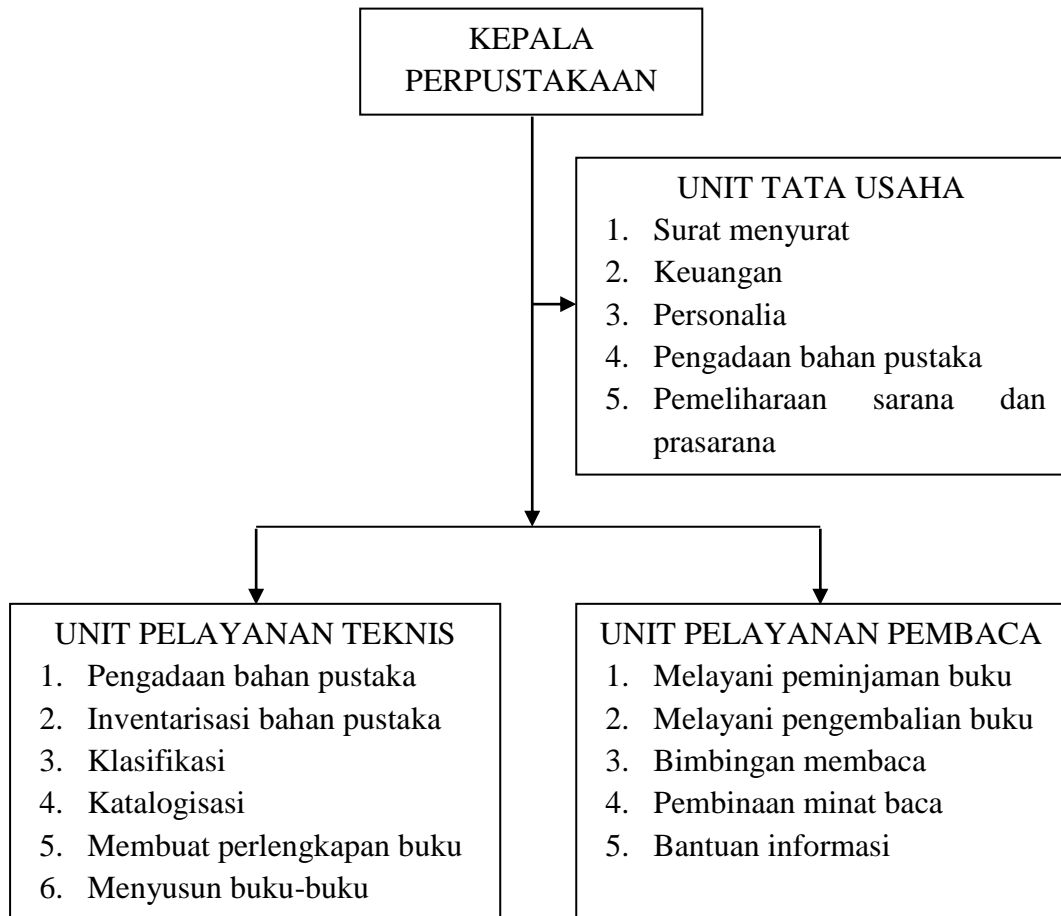 KEPALA
PERPUSTAKAAN
UNIT TATA USAHA
1. Surat menyurat
2. Keuangan
3. Personalia
4. Pengadaan bahan pustaka
5. Pemeliharaan sarana dan
prasarana
UNIT PELAYANAN TEKNIS
1. Pengadaan bahan pustaka
2. Inventarisasi bahan pustaka
3. Klasifikasi
4. Katalogisasi
5. Membuat perlengkapan buku
6. Menyusun buku-buku
UNIT PELAYANAN PEMBACA
1. Melayani peminjaman buku
2. Melayani pengembalian buku
3. Bimbingan membaca
4. Pembinaan minat baca
5. Bantuan informasi